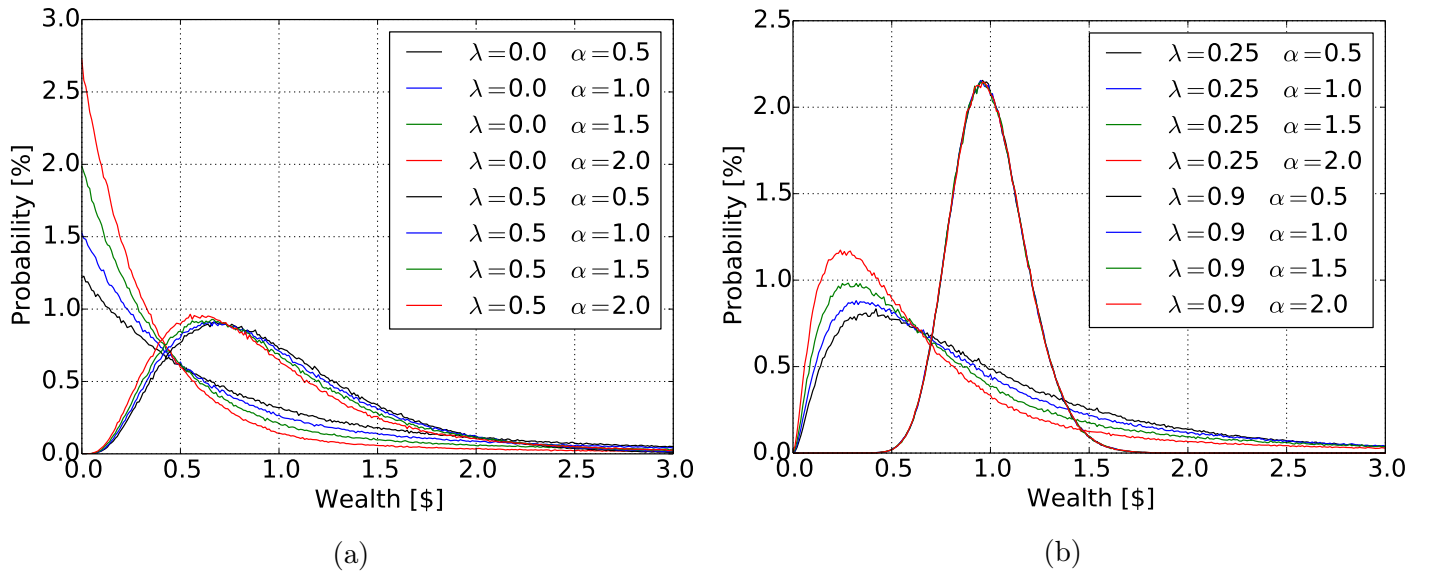 3.0
2.5
2.0
1.5
1.0
0.5
0.0
Probability [%]
0.0 0.5 1.0 1.5 2.0 2.5 3.0
Wealth [$]
λ=0.0 α=0.5
λ=0.0 α=1.0
λ=0.0 α=1.5
λ=0.0 α=2.0
λ=0.5 α=0.5
λ=0.5 α=1.0
λ=0.5 α=1.5
λ=0.5 α=2.0
(a)
2.5
2.0
1.5
1.0
0.5
0.0
Probability [%]
0.0 0.5 1.0 1.5 2.0 2.5 3.0
Wealth [$]
λ=0.25 α=0.5
λ=0.25 α=1.0
λ=0.25 α=1.5
λ=0.25 α=2.0
λ=0.9 α=0.5
λ=0.9 α=1.0
λ=0.9 α=1.5
λ=0.9 α=2.0
(b)